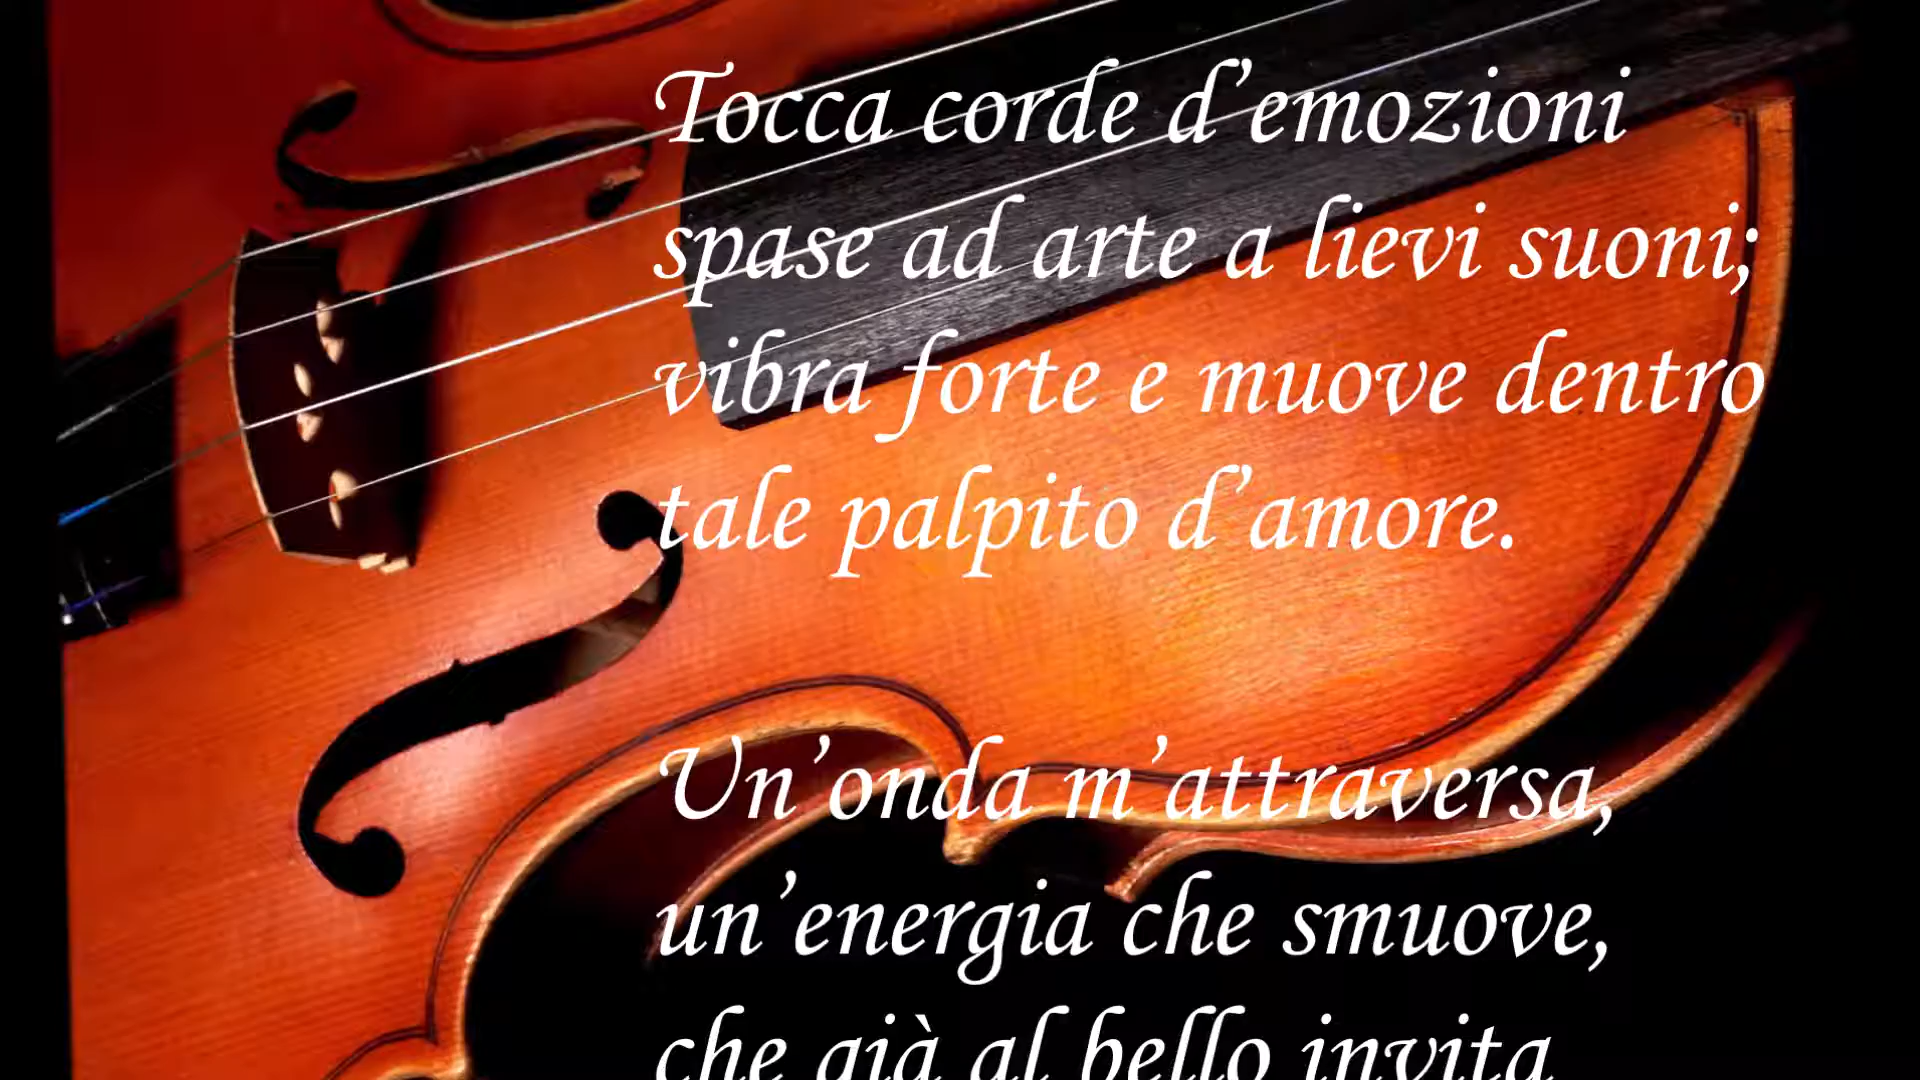 Tocca corde d’emozioni
spase ad arte a lievi suoni;
vibra forte e muove dentro
tale palpito d’amore.
Un’onda m’attraversa,
un’energia che smuove,
che già al bello invita